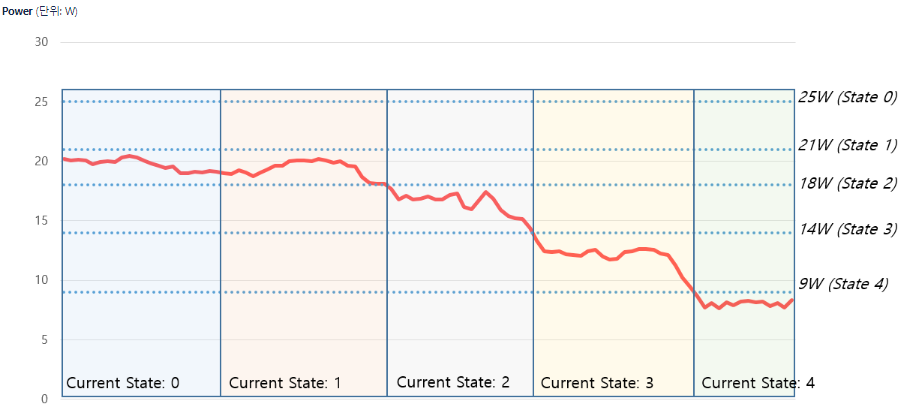 Power (단위: W)
30
25
25W (State 0)
21W (State 1)
20
18W (State 2)
15
14W (State 3)
10
9W (State 4)
5
Current State: 0
Current State: 1
Current State: 2
Current State: 3
Current State: 4
0